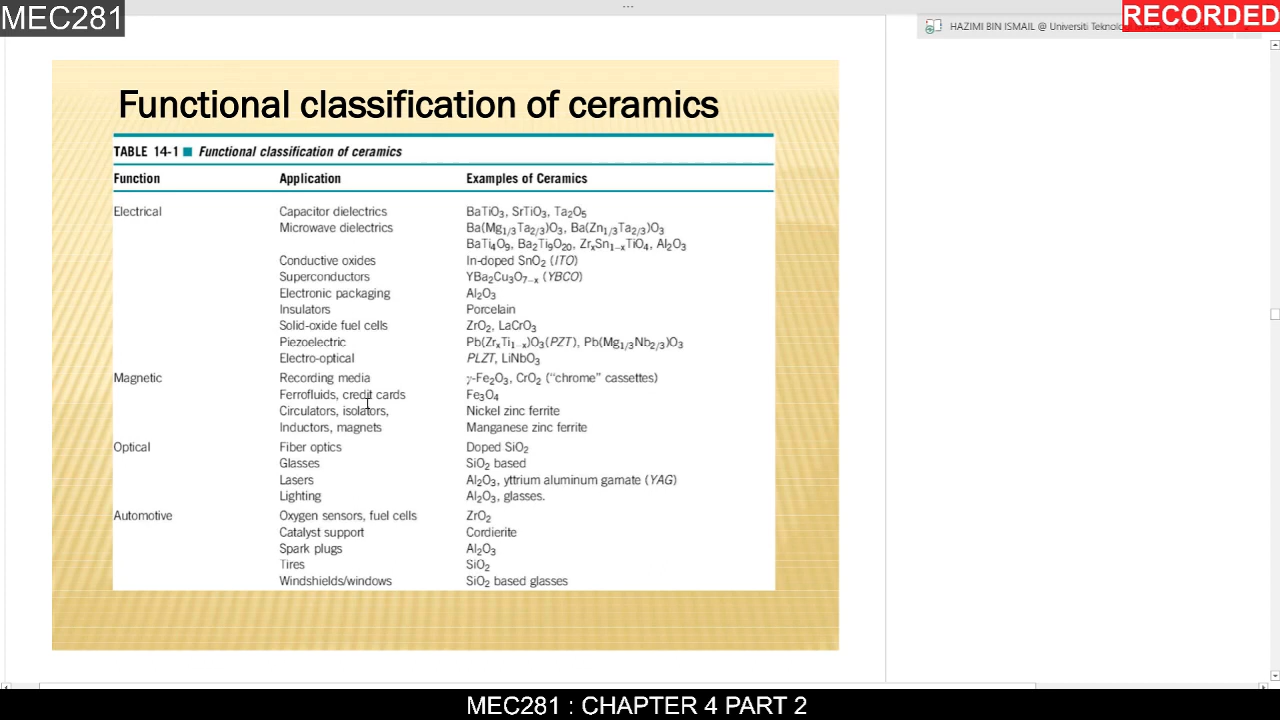 MEC281
RECORDED
HAZIMI BIN ISMAIL @ Universiti Teknolo
Functional classification of ceramics
TABLE 14-1 ■ Functional classification of ceramics
Function Application Examples of Ceramics
Electrical Capacitor dielectrics BaTiO₃, SrTiO₃, Ta₂O₅
Microwave dielectrics Ba(Mg₁/₃Ta₂/₃)O₃, Ba(Zn₁/₃Ta₂/₃)O₃
BaTi₄O₉, Ba₂Ti₉O₂₀, ZrₓSn₁₋ₓTiO₄, Al₂O₃
Conductive oxides In-doped SnO₂ (ITO)
Superconductors YBa₂Cu₃O₇₋ₓ (YBCO)
Electronic packaging Al₂O₃
Insulators Porcelain
Solid-oxide fuel cells ZrO₂, LaCrO₃
Piezoelectric Pb(ZrₓTi₁₋ₓ)O₃(PZT), Pb(Mg₁/₃Nb₂/₃)O₃
Electro-optical PLZT, LiNbO₃
Magnetic Recording media γ-Fe₂O₃, CrO₂ ("chrome" cassettes)
Ferrofluids, credit cards Fe₃O₄
Circulators, isolators, Nickel zinc ferrite
Inductors, magnets Manganese zinc ferrite
Optical Fiber optics Doped SiO₂
Glasses SiO₂ based
Lasers Al₂O₃, yttrium aluminum garnate (YAG)
Lighting Al₂O₃, glasses.
Automotive Oxygen sensors, fuel cells ZrO₂
Catalyst support Cordierite
Spark plugs Al₂O₃
Tires SiO₂
Windshields/windows SiO₂ based glasses
MEC281 : CHAPTER 4 PART 2